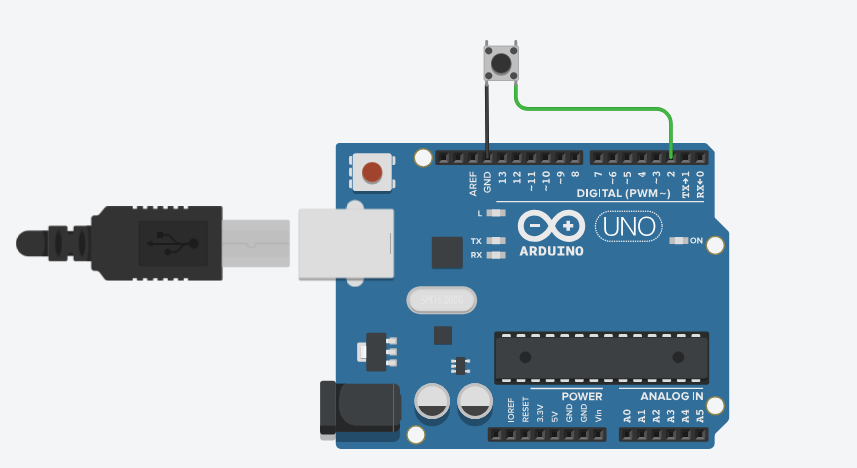 AREF
GND
13
12
~11
~10
~9
8
7
~6
~5
4
~3
2
TX→1
RX←0
DIGITAL (PWM~)
L
TX
RX
ARDUINO
UNO
ON
POWER
ANALOG IN
IOREF
RESET
3.3V
5V
GND
GND
Vin
A0
A1
A2
A3
A4
A5